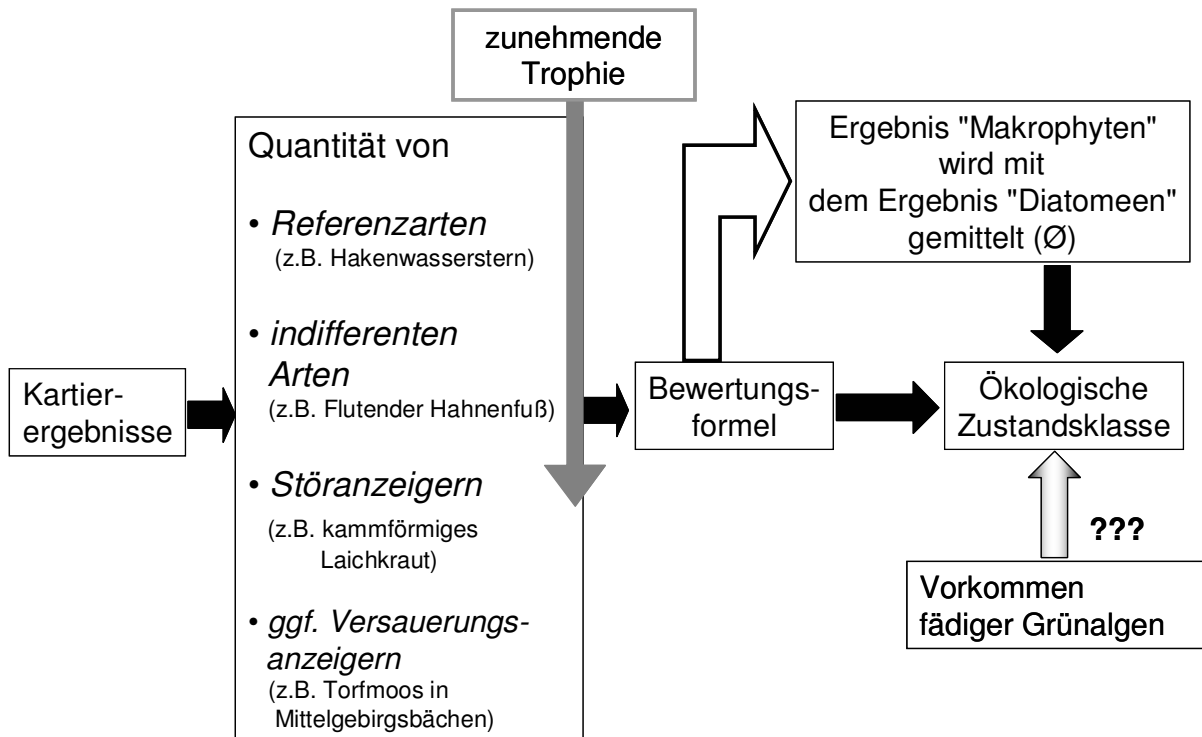 zunehmende
Trophie
Kartier-
ergebnisse
Quantität von
• Referenzarten
(z.B. Hakenwasserstern)
• indifferenten
Arten
(z.B. Flutender Hahnenfuß)
• Störanzeigern
(z.B. kammförmiges
Laichkraut)
• ggf. Versauerungs-
anzeigern
(z.B. Torfmoos in
Mittelgebirgsbächen)
Bewertungs-
formel
Ergebnis "Makrophyten"
wird mit
dem Ergebnis "Diatomeen"
gemittelt (Ø)
Ökologische
Zustandsklasse
???
Vorkommen
fädiger Grünalgen